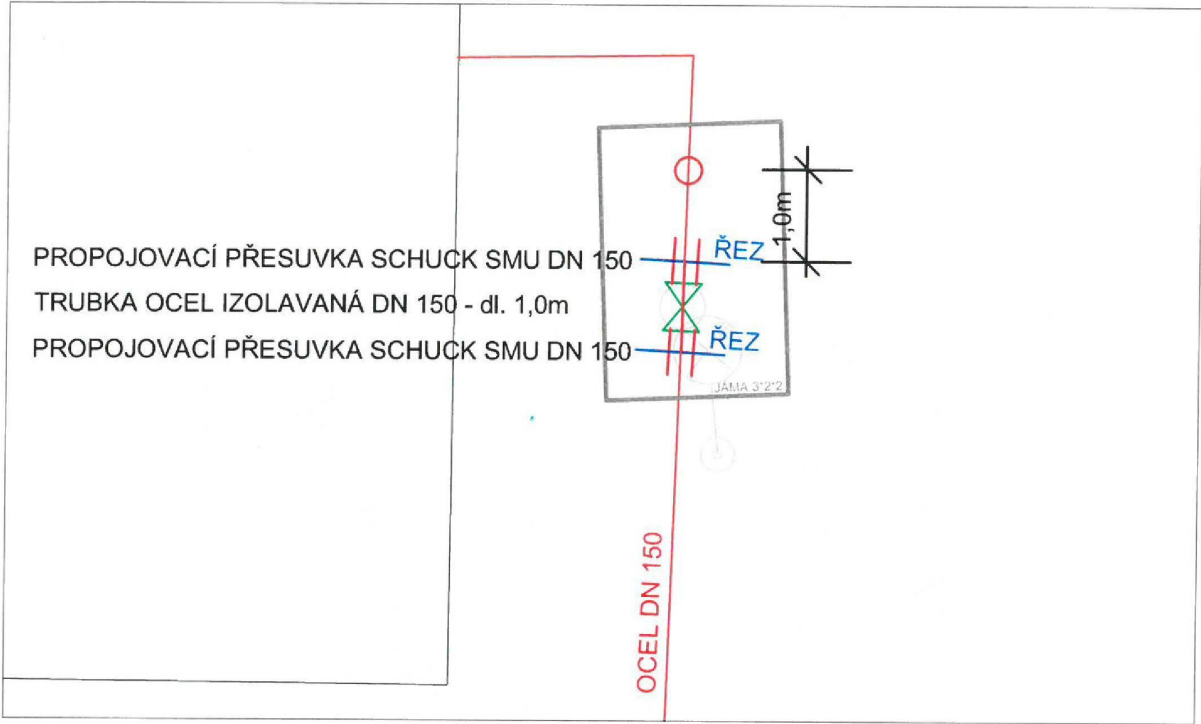 1,0m
PROPOJOVACÍ PŘESUVKA SCHUCK SMU DN 150
ŘEZ
TRUBKA OCEL IZOLAVANÁ DN 150 - dl. 1,0m
PROPOJOVACÍ PŘESUVKA SCHUCK SMU DN 150
ŘEZ
JÁMA 3*2*2
OCEL DN 150